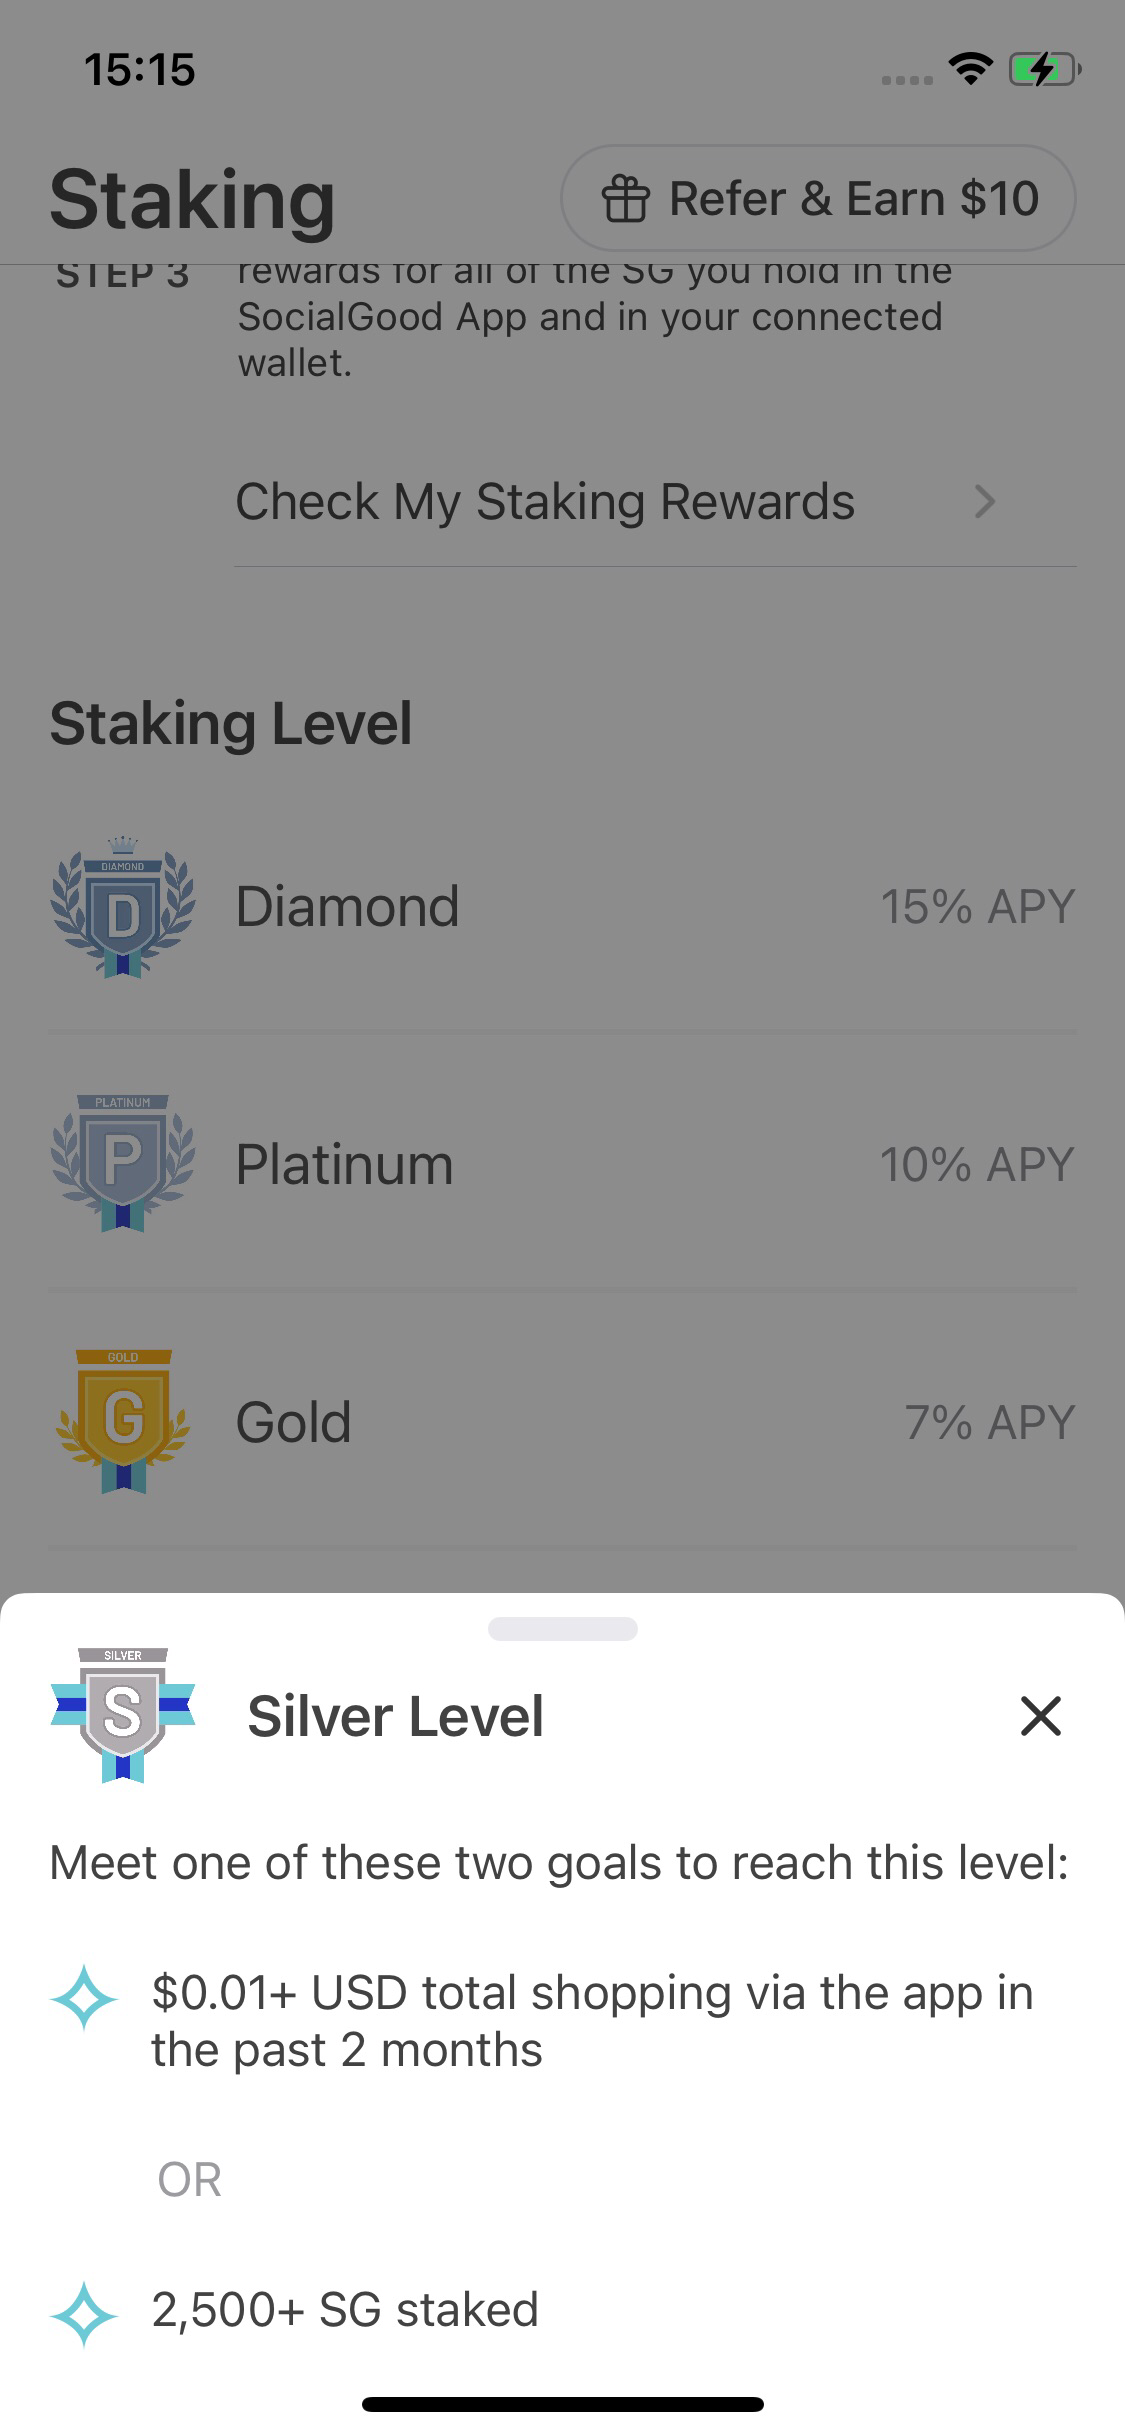 15:15
Staking
Refer & Earn $10
STEP 3
rewards for all of the SG you hold in the
SocialGood App and in your connected
wallet.
Check My Staking Rewards
Staking Level
DIAMOND
D
Diamond
15% APY
PLATINUM
P
Platinum
10% APY
GOLD
G
Gold
7% APY
SILVER
S
Silver Level
Meet one of these two goals to reach this level:
$0.01+ USD total shopping via the app in
the past 2 months
OR
2,500+ SG staked